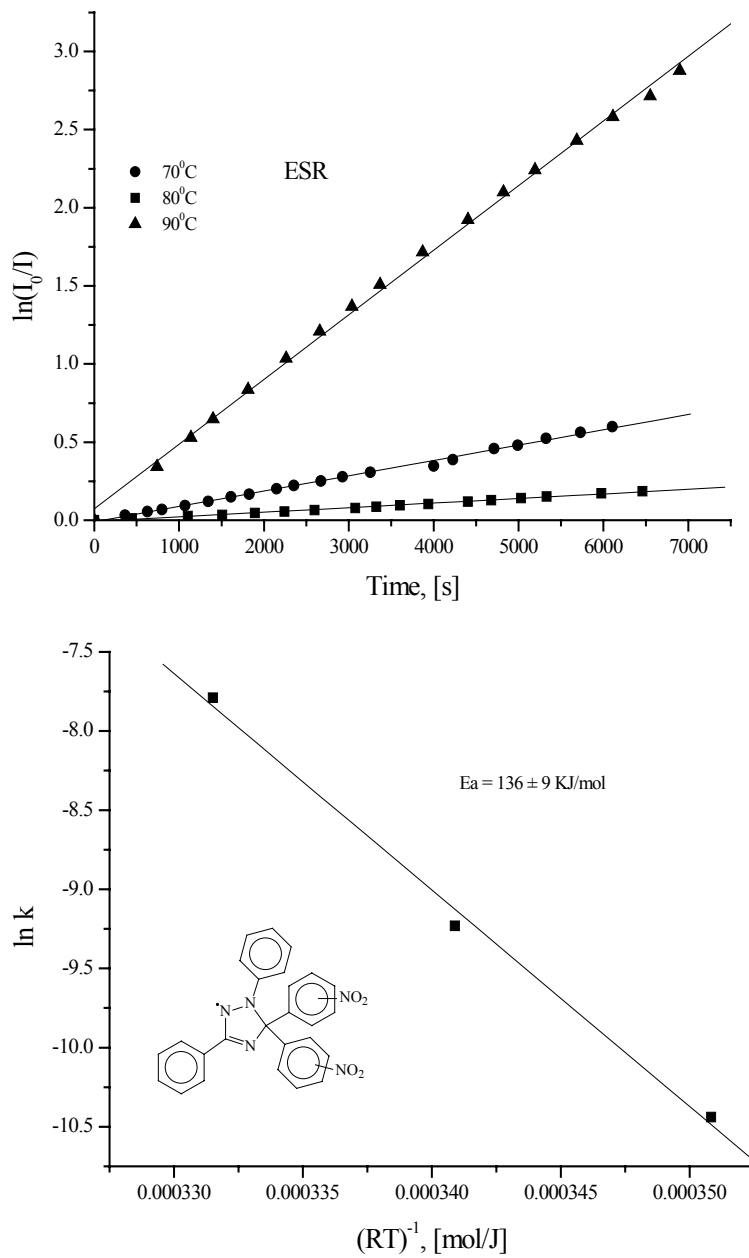 3.0
2.5
2.0
1.5
1.0
0.5
0.0
ln(I₀/I)
70⁰C
80⁰C
90⁰C
ESR
0 1000 2000 3000 4000 5000 6000 7000
Time, [s]
-7.5
-8.0
-8.5
-9.0
-9.5
-10.0
-10.5
ln k
Ea = 136 ± 9 KJ/mol
N
N
N
NO₂
NO₂
0.000330 0.000335 0.000340 0.000345 0.000350
(RT)⁻¹, [mol/J]